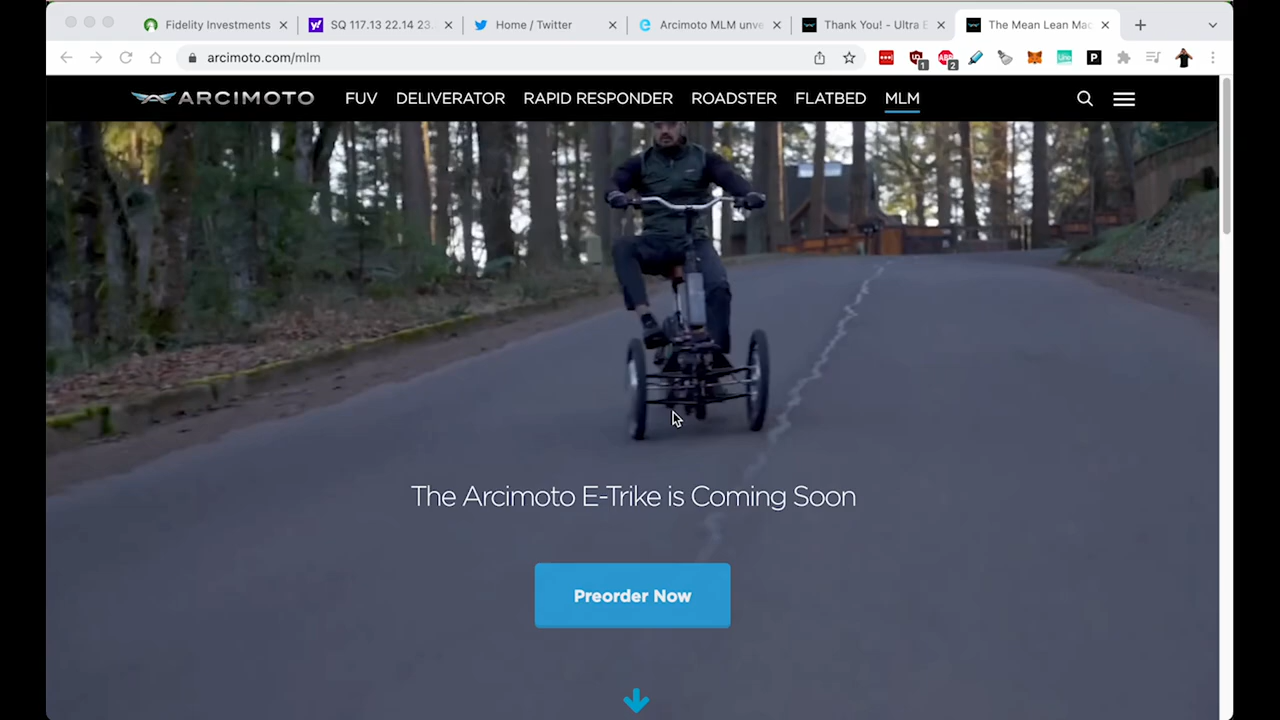 Fidelity Investments
SQ 117.13 22.14 23.
Home / Twitter
Arcimoto MLM unve
Thank You! - Ultra E
The Mean Lean Mac
arcimoto.com/mlm
1
2
ARCIMOTO
FUV
DELIVERATOR
RAPID RESPONDER
ROADSTER
FLATBED
MLM
The Arcimoto E-Trike is Coming Soon
Preorder Now